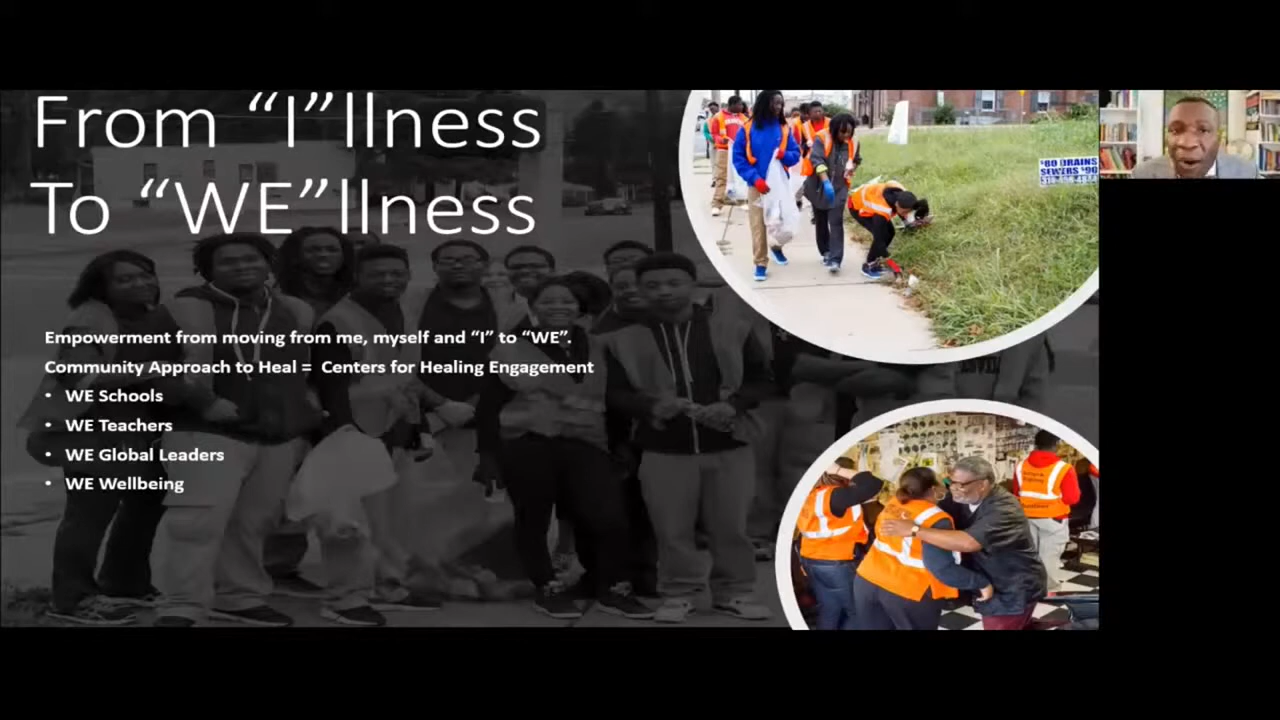 From “I”llness
To “WE”llness
Empowerment from moving from me, myself and “I” to “WE”.
Community Approach to Heal = Centers for Healing Engagement
• WE Schools
• WE Teachers
• WE Global Leaders
• WE Wellbeing
DRAINS
SEWERS $90